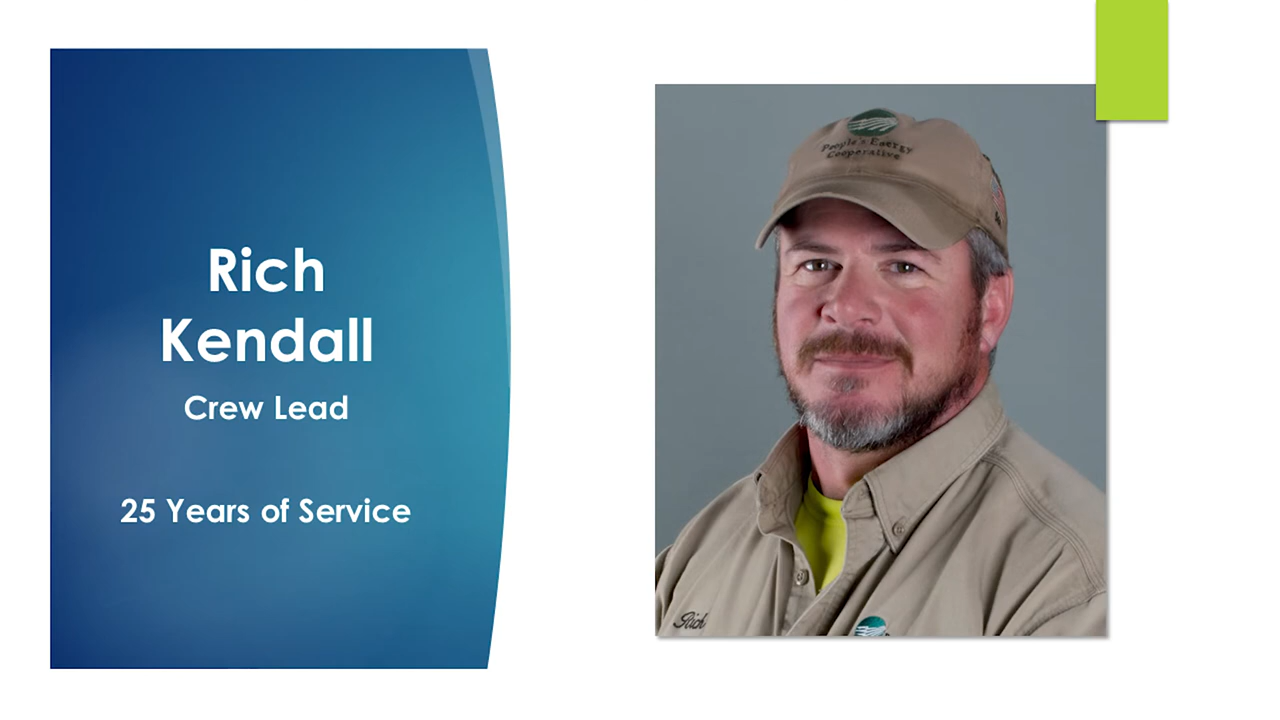 Rich
Kendall
Crew Lead
25 Years of Service
People's Energy
Cooperative
Rich